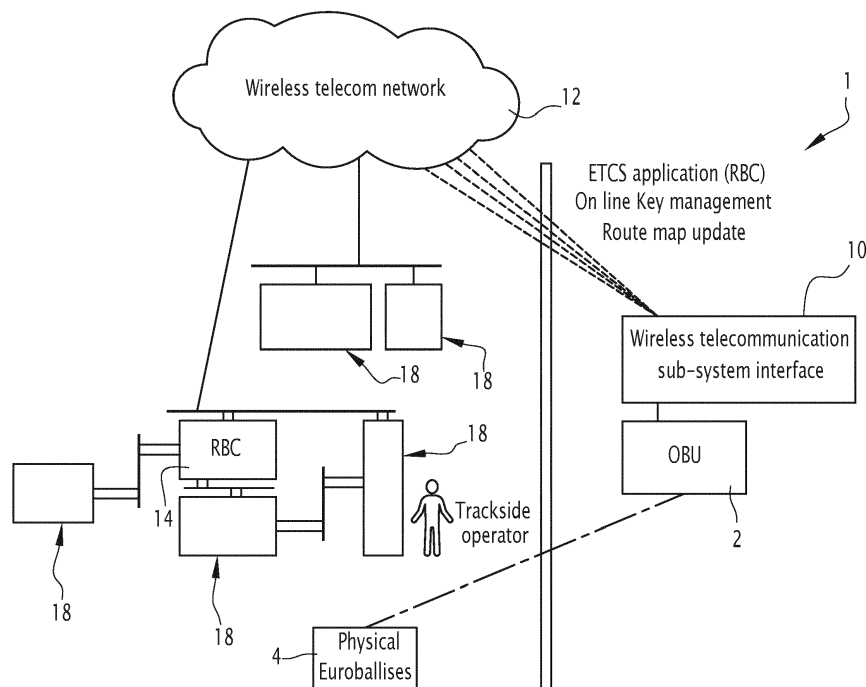 Wireless telecom network
12
1
ETCS application (RBC)
On line Key management
Route map update
10
Wireless telecommunication
sub-system interface
18
18
18
RBC
OBU
14
Trackside
operator
2
18
18
4
Physical
Euroballises